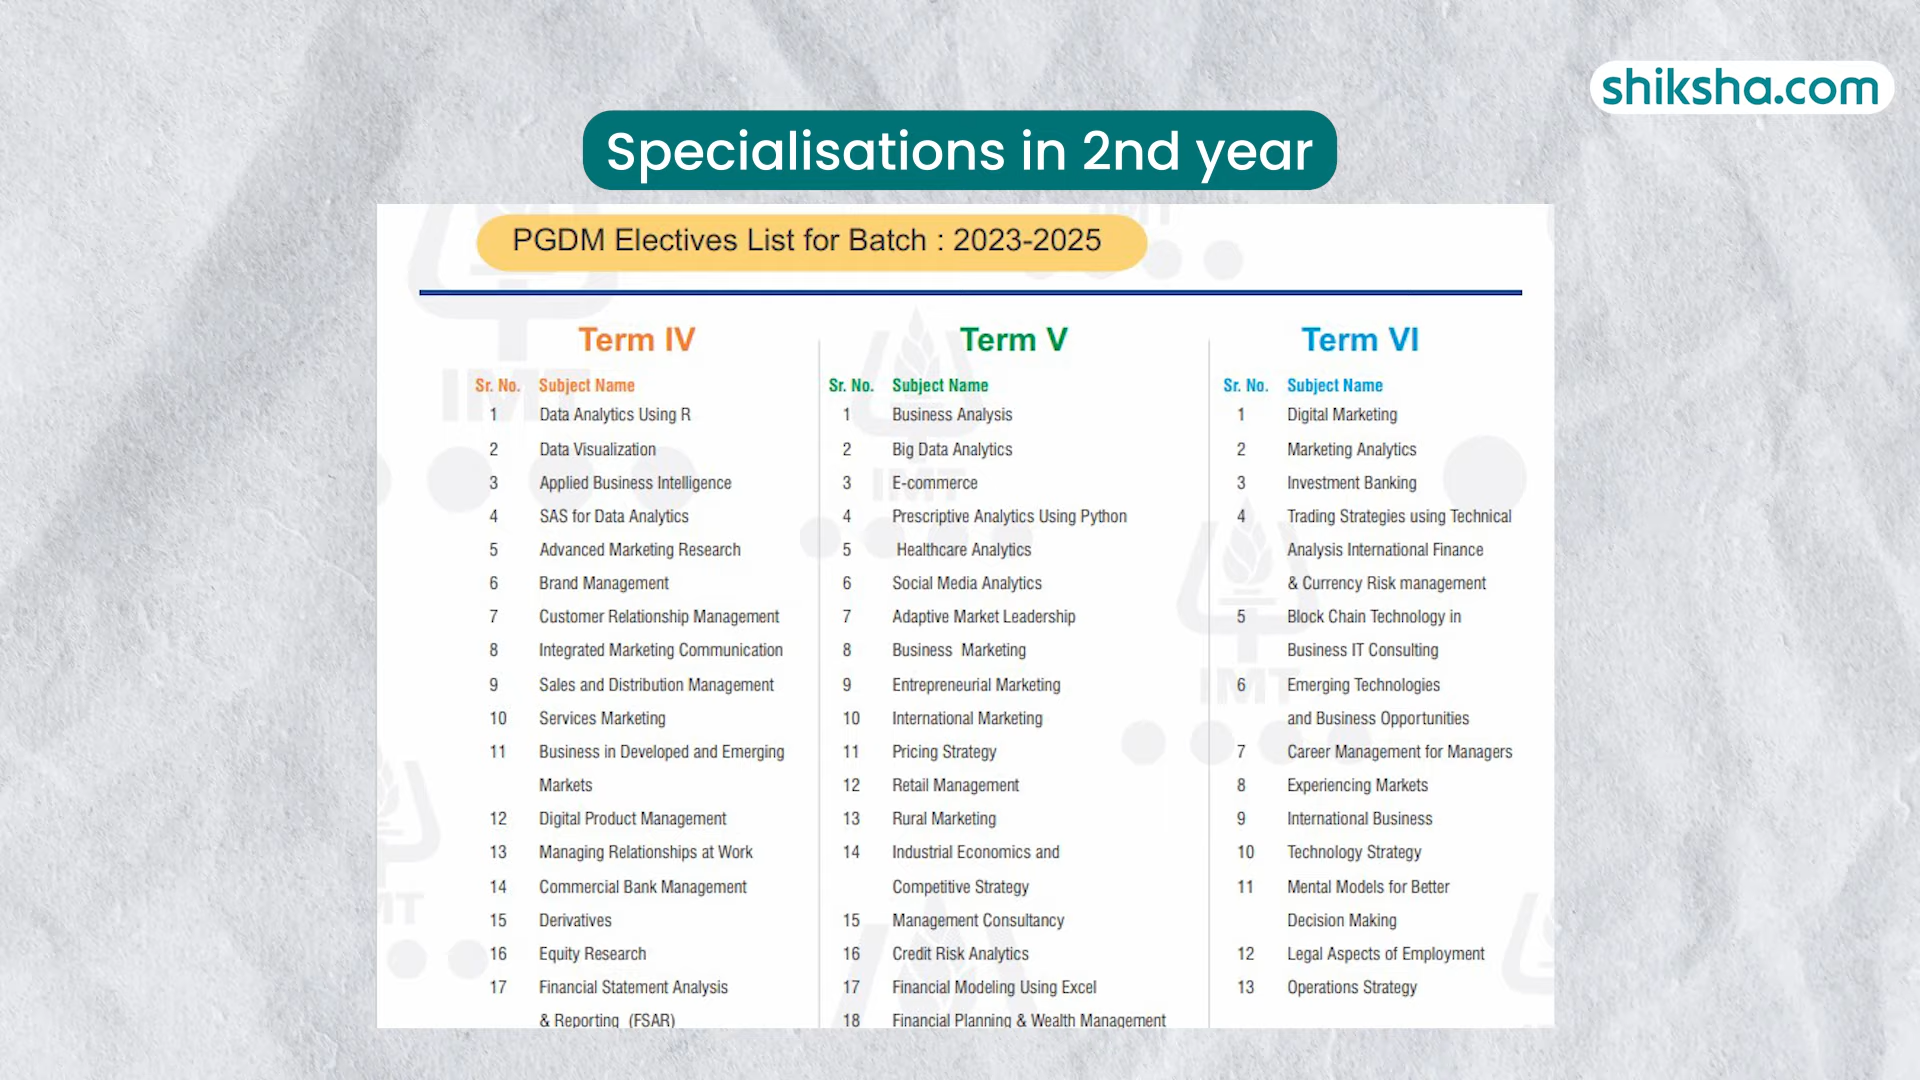 shiksha.com
Specialisations in 2nd year
PGDM Electives List for Batch : 2023-2025
Term IV
Sr. No. Subject Name
1 Data Analytics Using R
2 Data Visualization
3 Applied Business Intelligence
4 SAS for Data Analytics
5 Advanced Marketing Research
6 Brand Management
7 Customer Relationship Management
8 Integrated Marketing Communication
9 Sales and Distribution Management
10 Services Marketing
11 Business in Developed and Emerging
Markets
12 Digital Product Management
13 Managing Relationships at Work
14 Commercial Bank Management
15 Derivatives
16 Equity Research
17 Financial Statement Analysis
& Reporting (FSAR)
Term V
Sr. No. Subject Name
1 Business Analysis
2 Big Data Analytics
3 E-commerce
4 Prescriptive Analytics Using Python
5 Healthcare Analytics
6 Social Media Analytics
7 Adaptive Market Leadership
8 Business Marketing
9 Entrepreneurial Marketing
10 International Marketing
11 Pricing Strategy
12 Retail Management
13 Rural Marketing
14 Industrial Economics and
Competitive Strategy
15 Management Consultancy
16 Credit Risk Analytics
17 Financial Modeling Using Excel
18 Financial Planning & Wealth Management
Term VI
Sr. No. Subject Name
1 Digital Marketing
2 Marketing Analytics
3 Investment Banking
4 Trading Strategies using Technical
Analysis International Finance
& Currency Risk management
5 Block Chain Technology in
Business IT Consulting
6 Emerging Technologies
and Business Opportunities
7 Career Management for Managers
8 Experiencing Markets
9 International Business
10 Technology Strategy
11 Mental Models for Better
Decision Making
12 Legal Aspects of Employment
13 Operations Strategy
IMT
IMT
IMT